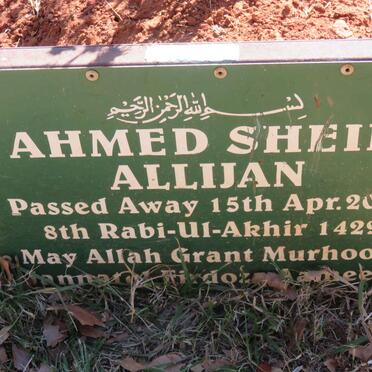 بسم الله الرحمن الرحيم
AHMED SHEI
ALLIJAN
Passed Away 15th Apr. 20
8th Rabi-Ul-Akhir 1429
May Allah Grant Murhoo